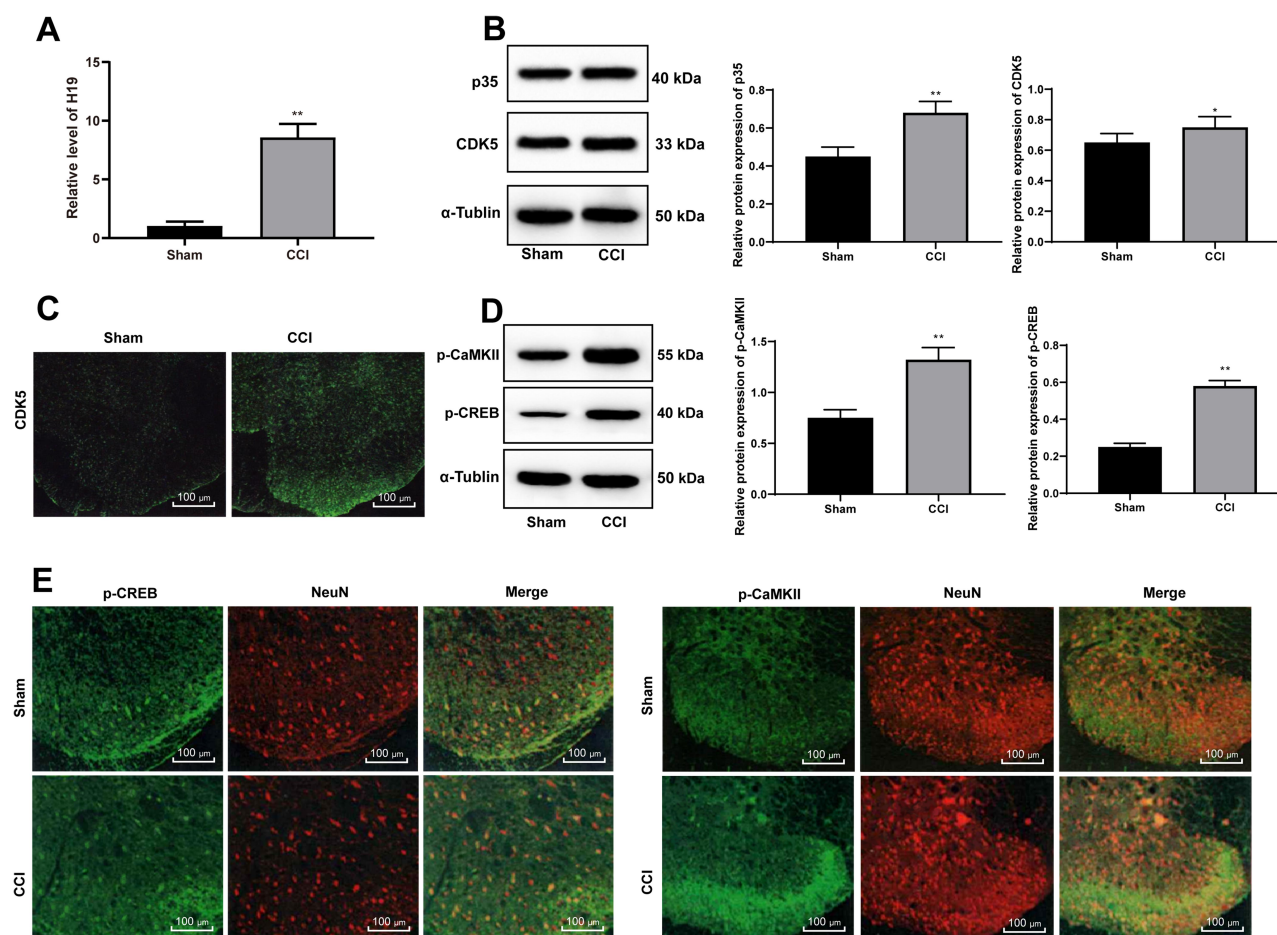 A
Relative level of H19
15
10
5
0
**
Sham
CCI
B
p35
40 kDa
CDK5
33 kDa
α-Tublin
50 kDa
Sham
CCI
Relative protein expression of p35
0.8
0.6
0.4
0.2
0.0
**
Sham
CCI
Relative protein expression of CDK5
1.0
0.8
0.6
0.4
0.2
0.0
*
Sham
CCI
C
Sham
CCI
CDK5
100 μm
100 μm
D
p-CaMKII
55 kDa
p-CREB
40 kDa
α-Tublin
50 kDa
Sham
CCI
Relative protein expression of p-CaMKII
1.5
1.0
0.5
0.0
**
Sham
CCI
Relative protein expression of p-CREB
0.8
0.6
0.4
0.2
0.0
**
Sham
CCI
E
p-CREB
NeuN
Merge
Sham
100 μm
100 μm
100 μm
CCI
100 μm
100 μm
100 μm
p-CaMKII
NeuN
Merge
Sham
100 μm
100 μm
100 μm
CCI
100 μm
100 μm
100 μm